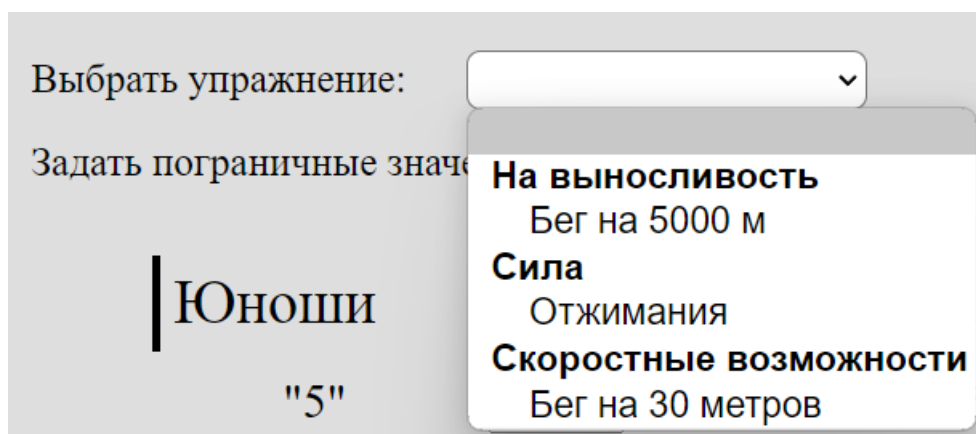 Выбрать упражнение:
Задать пограничные
На выносливость
Бег на 5000 м
Сила
Отжимания
Скоростные возможности
Бег на 30 метров
Юноши
"5"